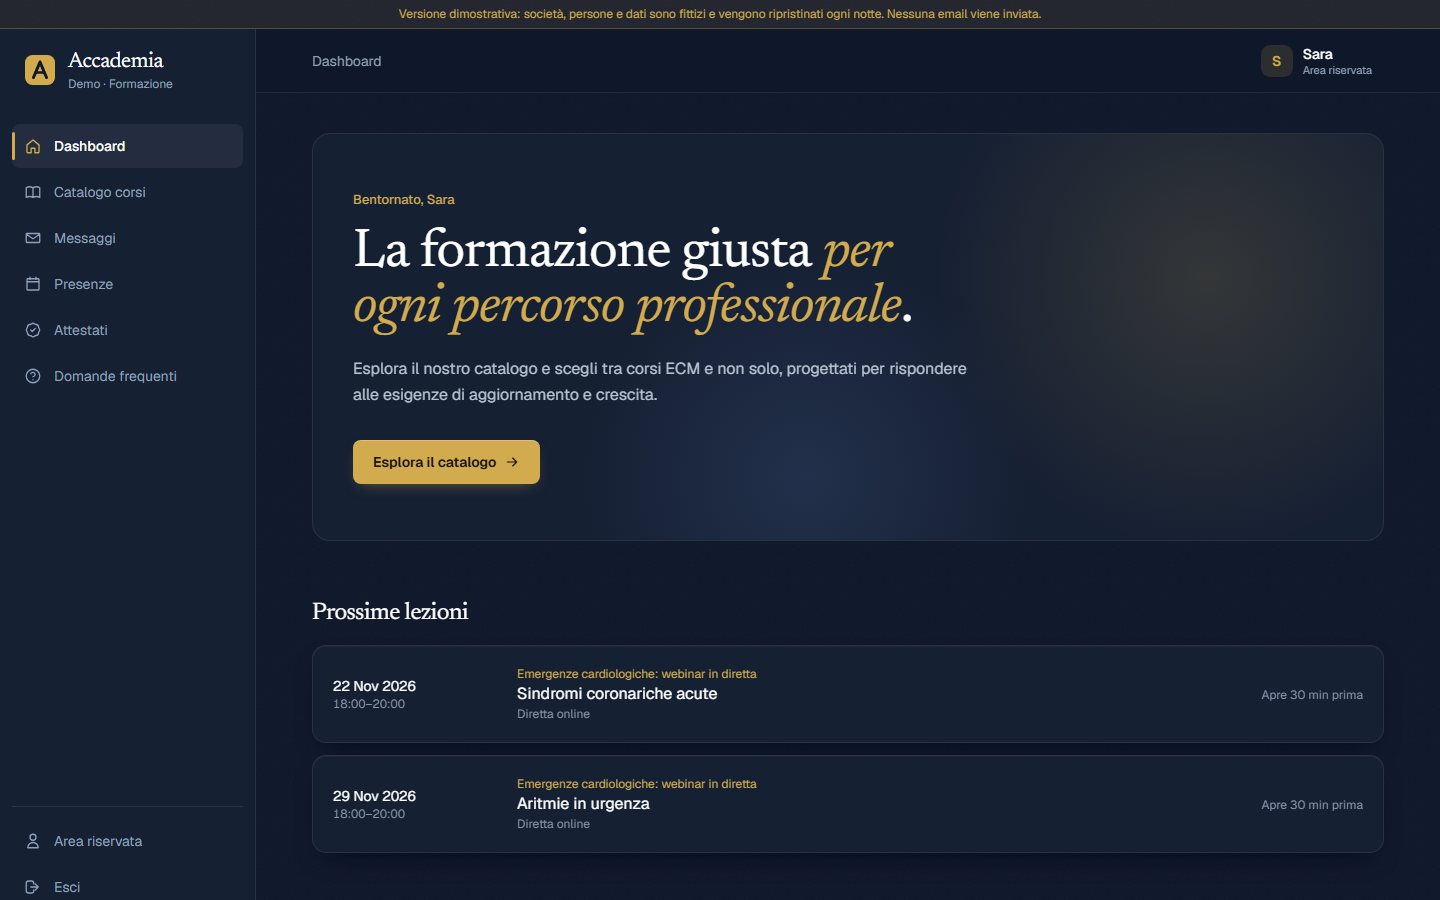 Versione dimostrativa: società, persone e dati sono fittizi e vengono ripristinati ogni notte. Nessuna email viene inviata.
A
Accademia
Demo · Formazione
Dashboard
Catalogo corsi
Messaggi
Presenze
Attestati
Domande frequenti
Area riservata
Esci
Dashboard
S
Sara
Area riservata
Bentornato, Sara
La formazione giusta per
ogni percorso professionale.
Esplora il nostro catalogo e scegli tra corsi ECM e non solo, progettati per rispondere
alle esigenze di aggiornamento e crescita.
Esplora il catalogo →
Prossime lezioni
22 Nov 2026
18:00–20:00
Emergenze cardiologiche: webinar in diretta
Sindromi coronariche acute
Diretta online
Apre 30 min prima
29 Nov 2026
18:00–20:00
Emergenze cardiologiche: webinar in diretta
Aritmie in urgenza
Diretta online
Apre 30 min prima